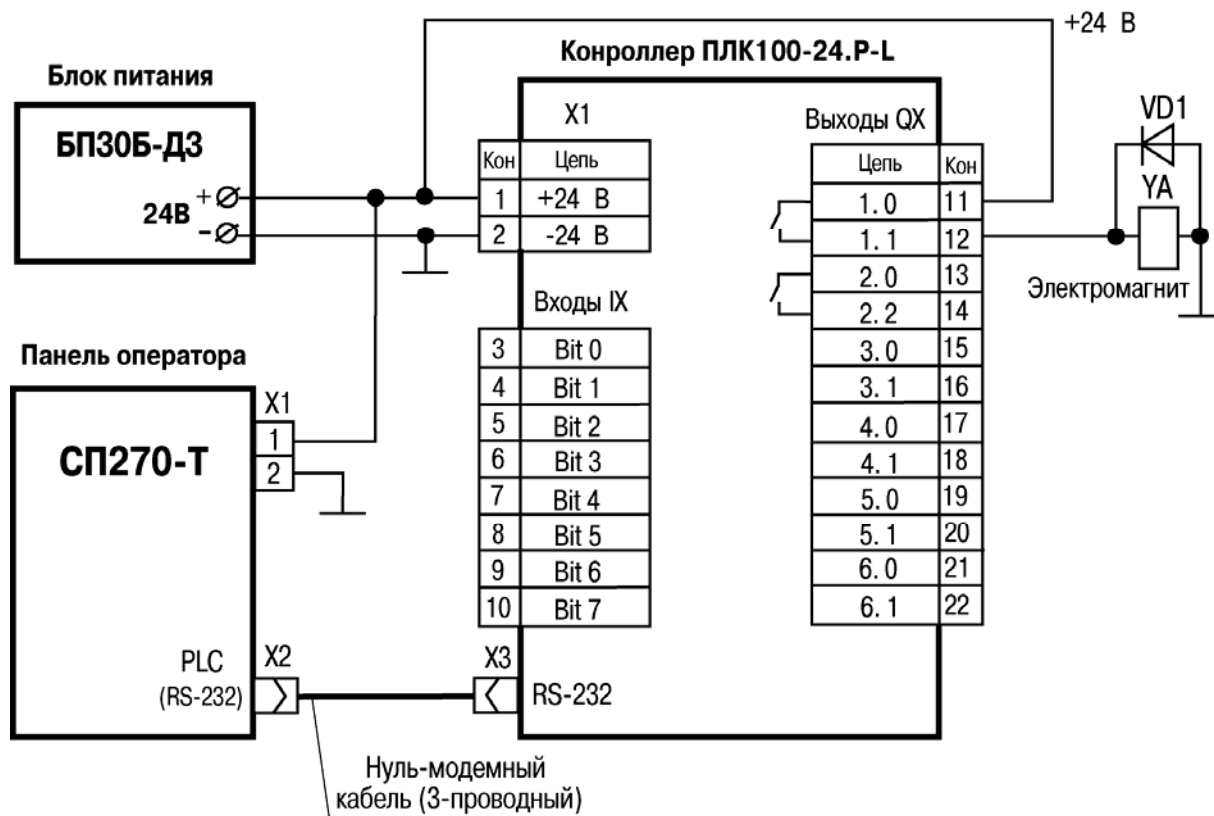 +24 В
Конроллер ПЛК100-24.P-L
Блок питания
БП30Б-Д3
+
24В
-
X1
Кон Цепь
1 +24 В
2 -24 В
Входы IX
3 Bit 0
4 Bit 1
5 Bit 2
6 Bit 3
7 Bit 4
8 Bit 5
9 Bit 6
10 Bit 7
X3
RS-232
Выходы QX
Цепь Кон
1.0 11
1.1 12
2.0 13
2.2 14
3.0 15
3.1 16
4.0 17
4.1 18
5.0 19
5.1 20
6.0 21
6.1 22
VD1
YA
Электромагнит
Панель оператора
СП270-Т
X1
1
2
PLC
(RS-232)
X2
Нуль-модемный
кабель (3-проводный)